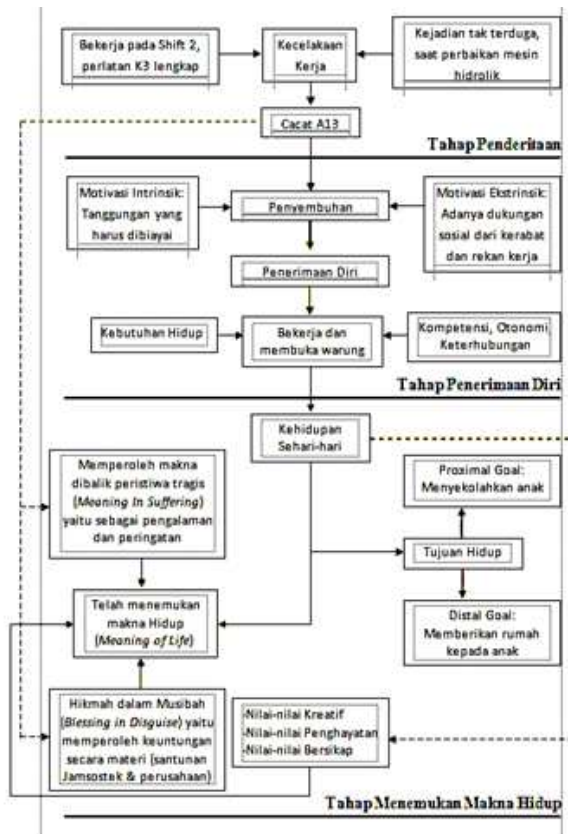 Bekerja pada Shift 2,
perlatan K3 lengkap
Kecelakaan
Kerja
Kejadian tak terduga,
saat perbaikan mesin
hidrolik
Cacat A13
Tahap Penderitaan
Motivasi Intrinsik:
Tanggungan yang
harus dibiayai
Penyembuhan
Motivasi Ekstrinsik:
Adanya dukungan
sosial dari kerabat
dan rekan kerja
Penerimaan Diri
Kebutuhan Hidup
Bekerja dan
membuka warung
Kompetensi, Otonomi,
Keterhubungan
Tahap Penerimaan Diri
Kehidupan
Sehari-hari
Memperoleh makna
dibalik peristiwa tragis
(Meaning In Suffering)
yaitu sebagai pengalaman
dan peringatan
Proximal Goal:
Menyekolahkan anak
Tujuan Hidup
Telah menemukan
makna Hidup
(Meaning of Life)
Distal Goal:
Memberikan rumah
kepada anak
Hikmah dalam Musibah
(Blessing in Disguise) yaitu
memperoleh keuntungan
secara materi (santunan
Jamsostek & perusahaan)
-Nilai-nilai Kreatif
-Nilai-nilai Penghayatan
-Nilai-nilai Bersikap
Tahap Menemukan Makna Hidup